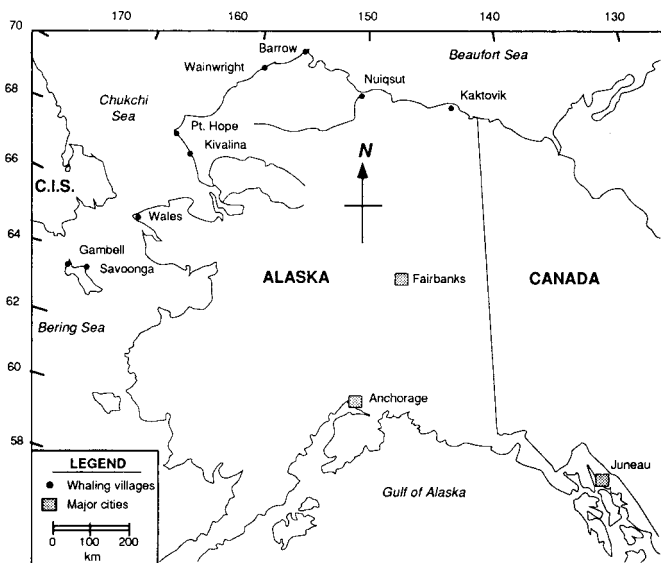 170 160 150 140 130
70
68
66
64
62
60
58
Barrow
Beaufort Sea
Wainwright
Nuiqsut
Kaktovik
Chukchi
Sea
Pt. Hope
Kivalina
N
C.I.S.
Wales
Gambell
Savoonga
ALASKA
Fairbanks
CANADA
Bering Sea
Anchorage
Juneau
Gulf of Alaska
LEGEND
Whaling villages
Major cities
0 100 200
km